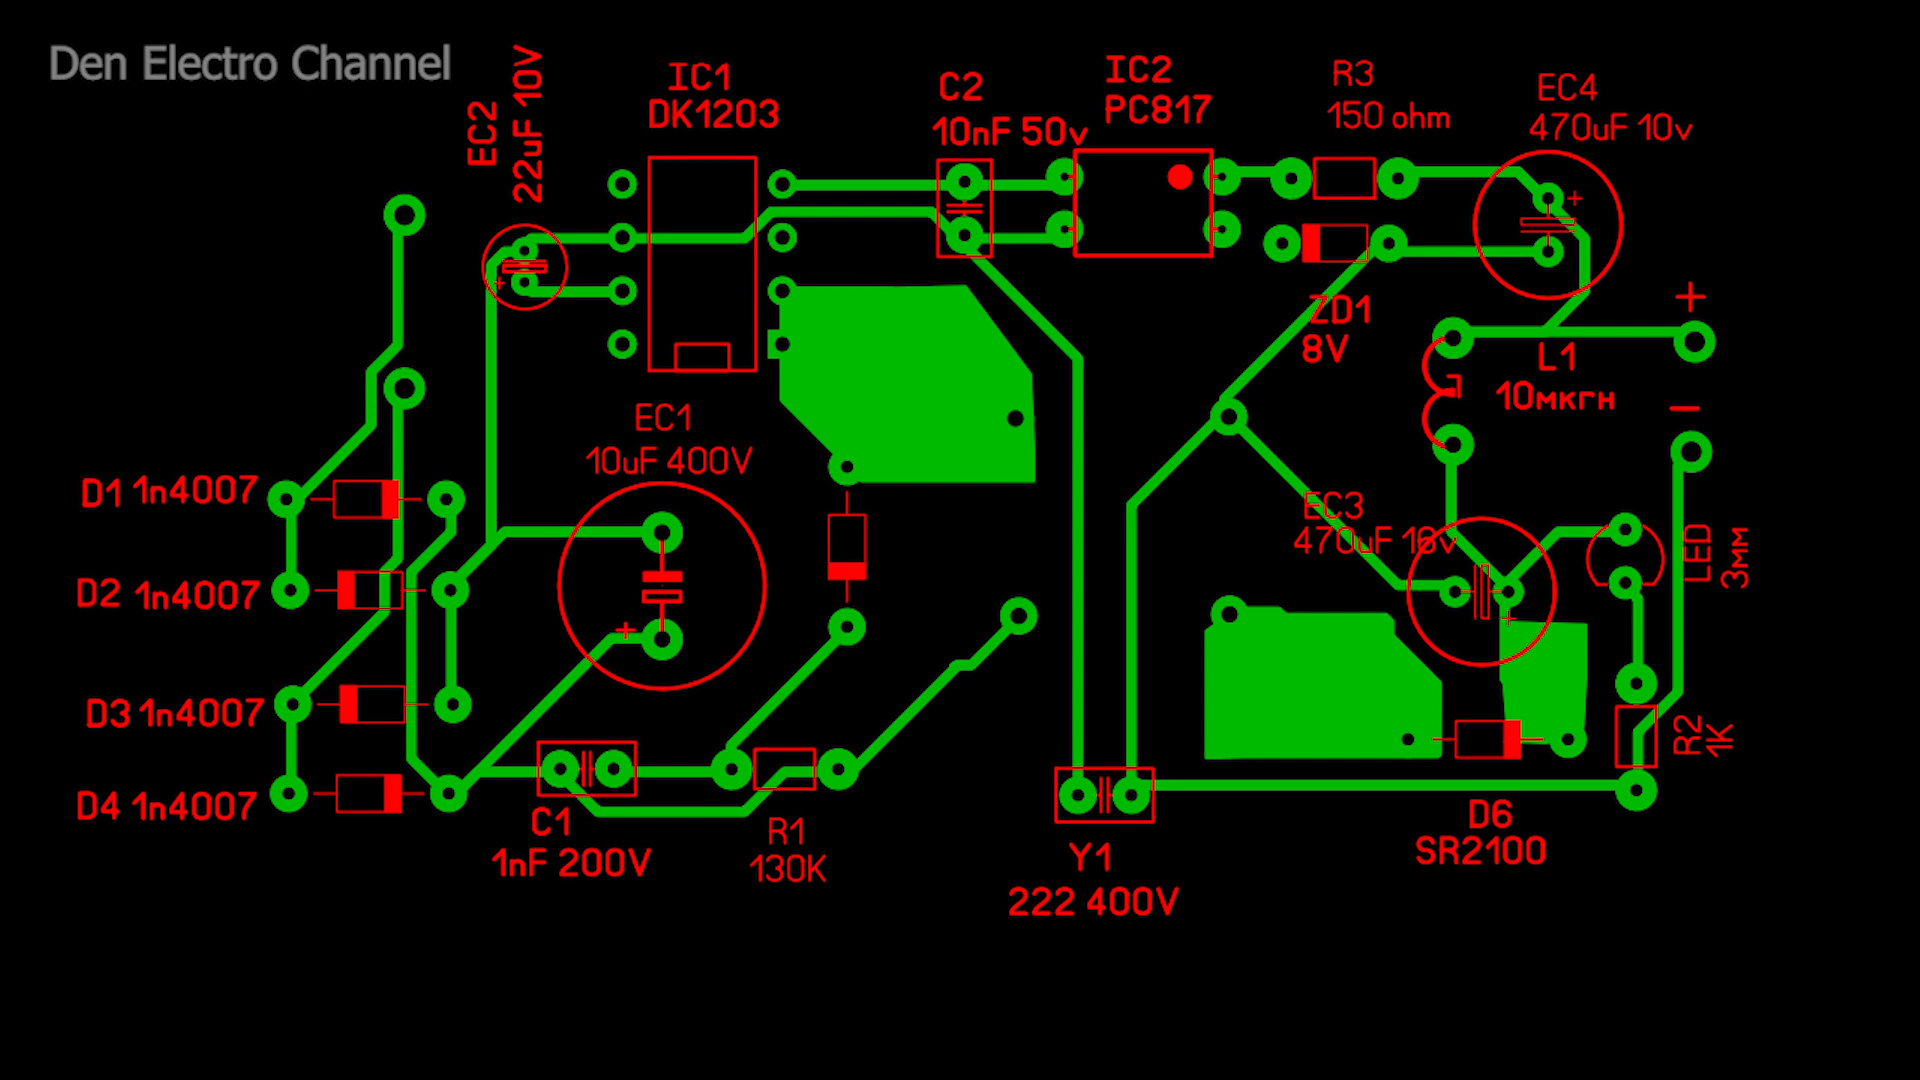 Den Electro Channel
EC2
22uF 10V
IC1
DK1203
C2
10nF 50v
IC2
PC817
R3
150 ohm
EC4
470uF 10v
+
+
ZD1
8V
+
L1
10мкгн
−
EC1
10uF 400V
+
D1 1n4007
D2 1n4007
D3 1n4007
D4 1n4007
EC3
470uF 16v
+
LED
3мм
R2
1K
C1
1nF 200V
R1
130K
Y1
222 400V
D6
SR2100